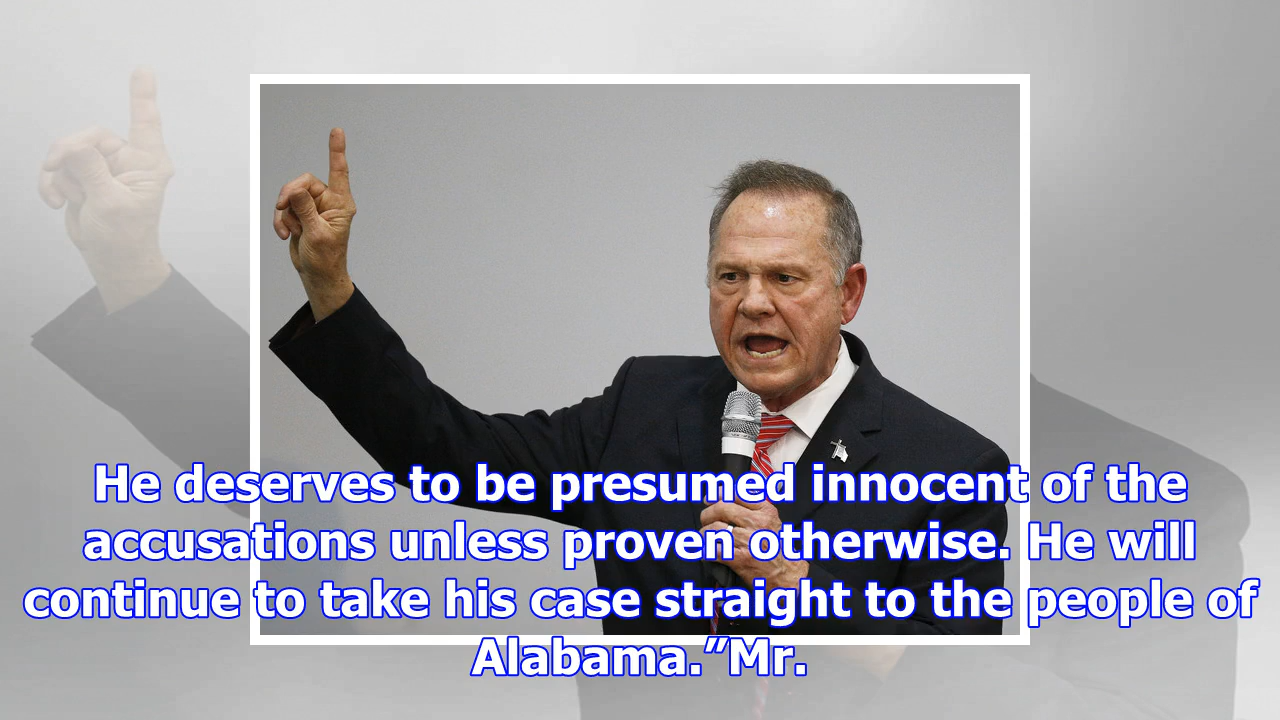 He deserves to be presumed innocent of the
accusations unless proven otherwise. He will
continue to take his case straight to the people of
Alabama.”Mr.